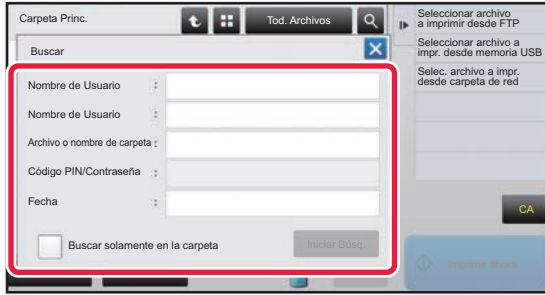 Carpeta Princ.
Tod. Archivos
Buscar
Nombre de Usuario :
Nombre de Usuario :
Archivo o nombre de carpeta :
Código PIN/Contraseña :
Fecha :
Buscar solamente en la carpeta
Iniciar Búsq.
Seleccionar archivo
a imprimir desde FTP
Seleccionar archivo a
impr. desde memoria USB
Selec. archivo a impr.
desde carpeta de red
CA
Imprimir ahora